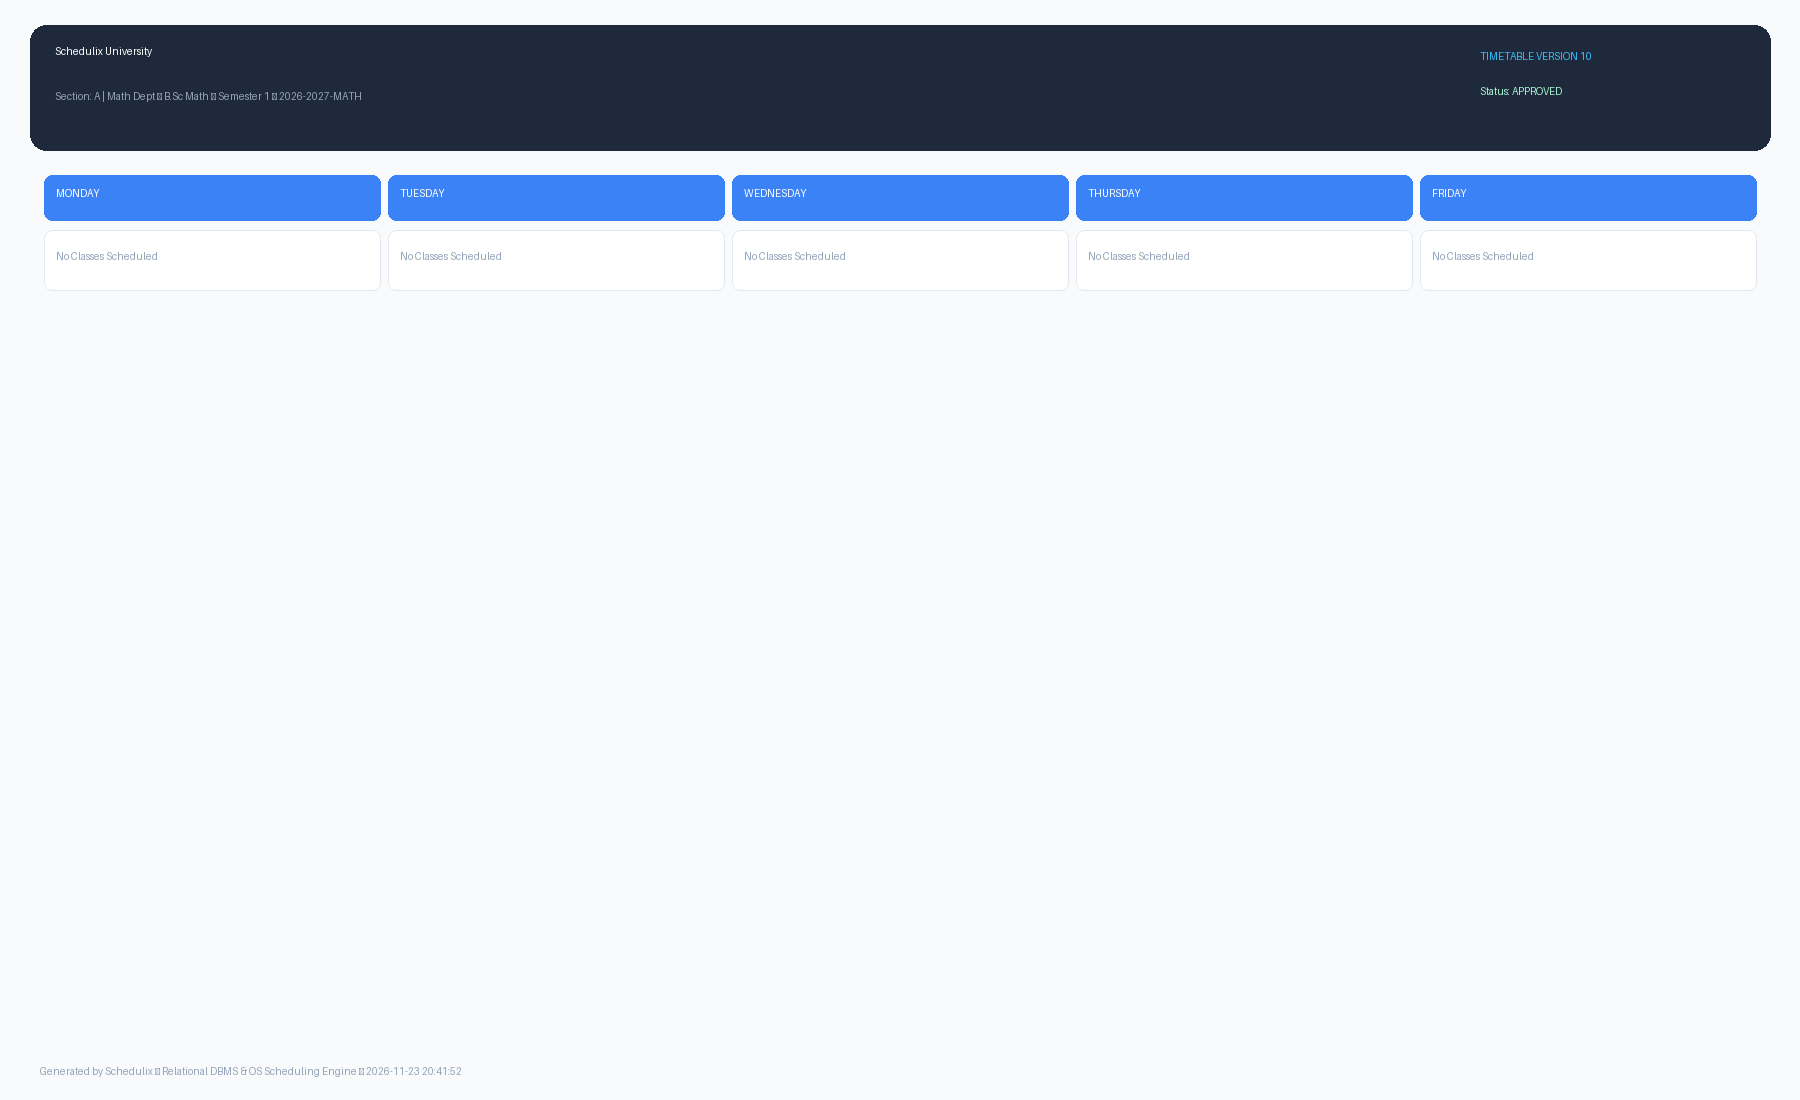 Schedulix University
TIMETABLE VERSION 10
Section: A | Math Dept ▯ B.Sc Math ▯ Semester 1 ▯ 2026-2027-MATH
Status: APPROVED
MONDAY
TUESDAY
WEDNESDAY
THURSDAY
FRIDAY
No Classes Scheduled
No Classes Scheduled
No Classes Scheduled
No Classes Scheduled
No Classes Scheduled
Generated by Schedulix ▯ Relational DBMS & OS Scheduling Engine ▯ 2026-11-23 20:41:52